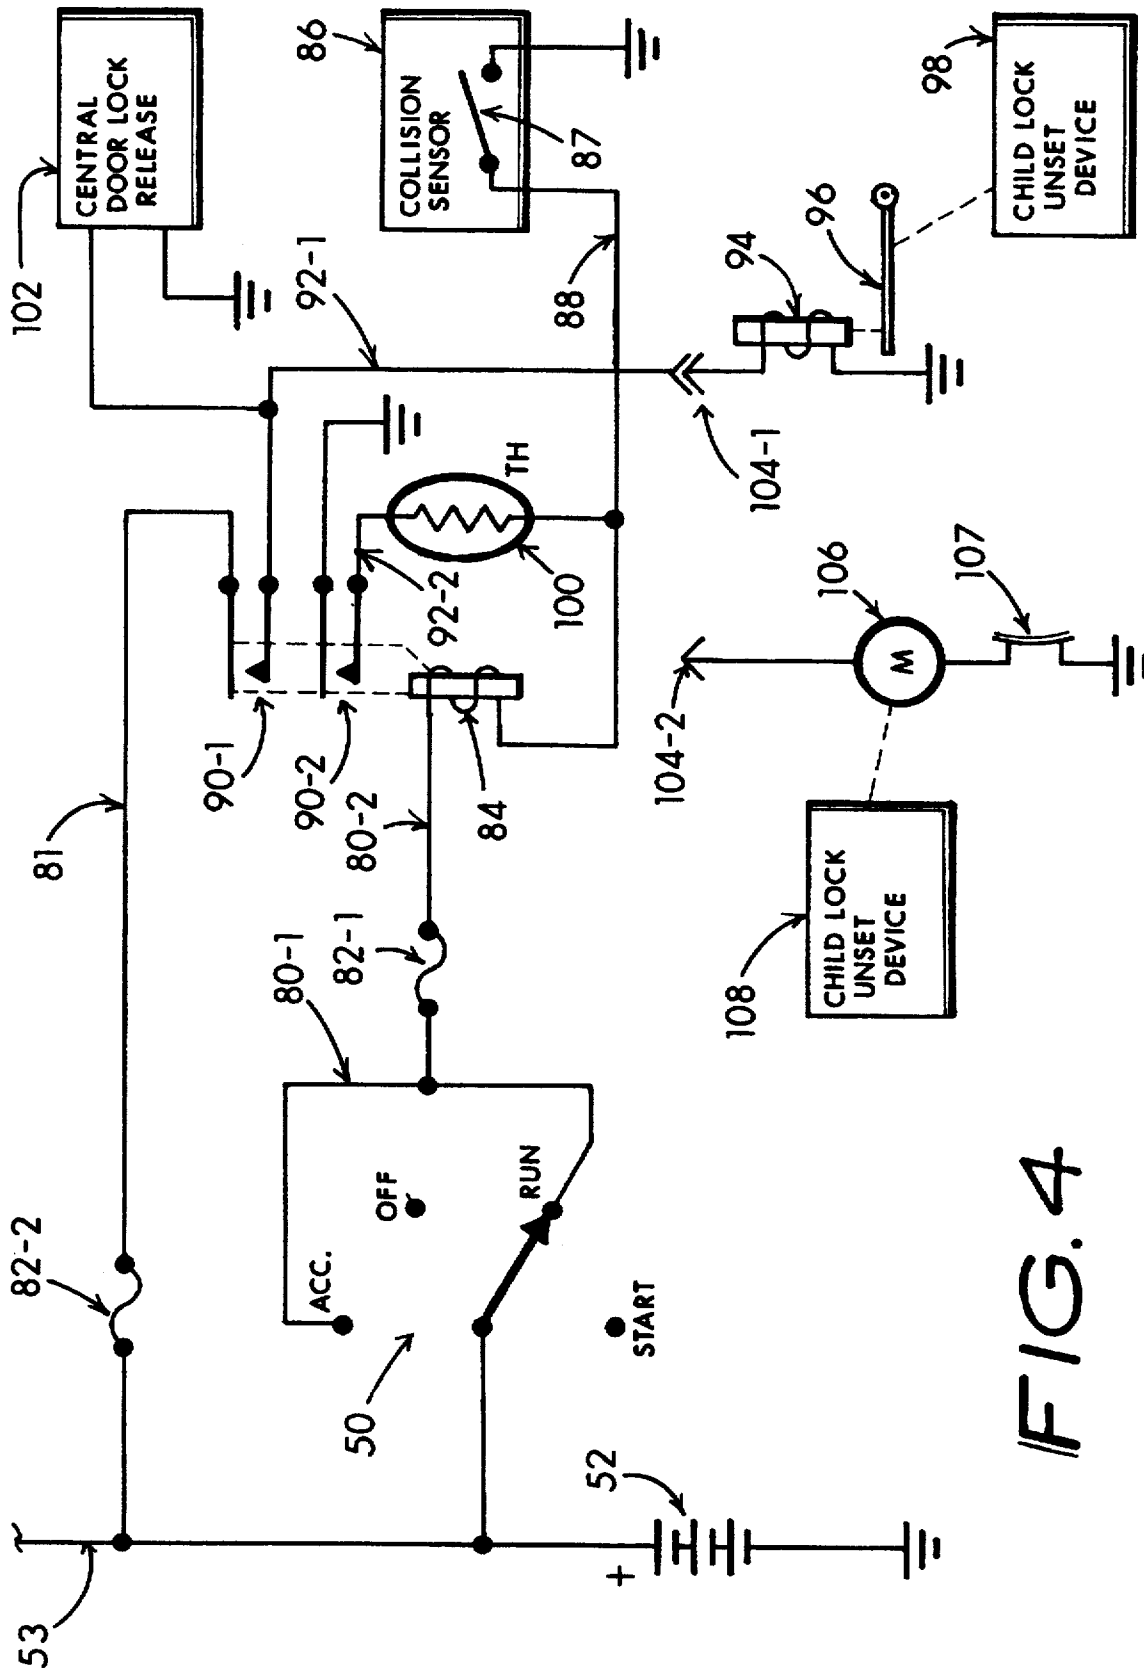 102
CENTRAL
DOOR LOCK
RELEASE
86
COLLISION
SENSOR
87
98
CHILD LOCK
UNSET
DEVICE
92-1
88
94
96
81
90-1
90-2
92-2
100
TH
104-1
82-2
80-1
82-1
80-2
84
104-2
106
M
107
108
CHILD LOCK
UNSET
DEVICE
ACC.
OFF
RUN
START
50
53
52
+
FIG. 4